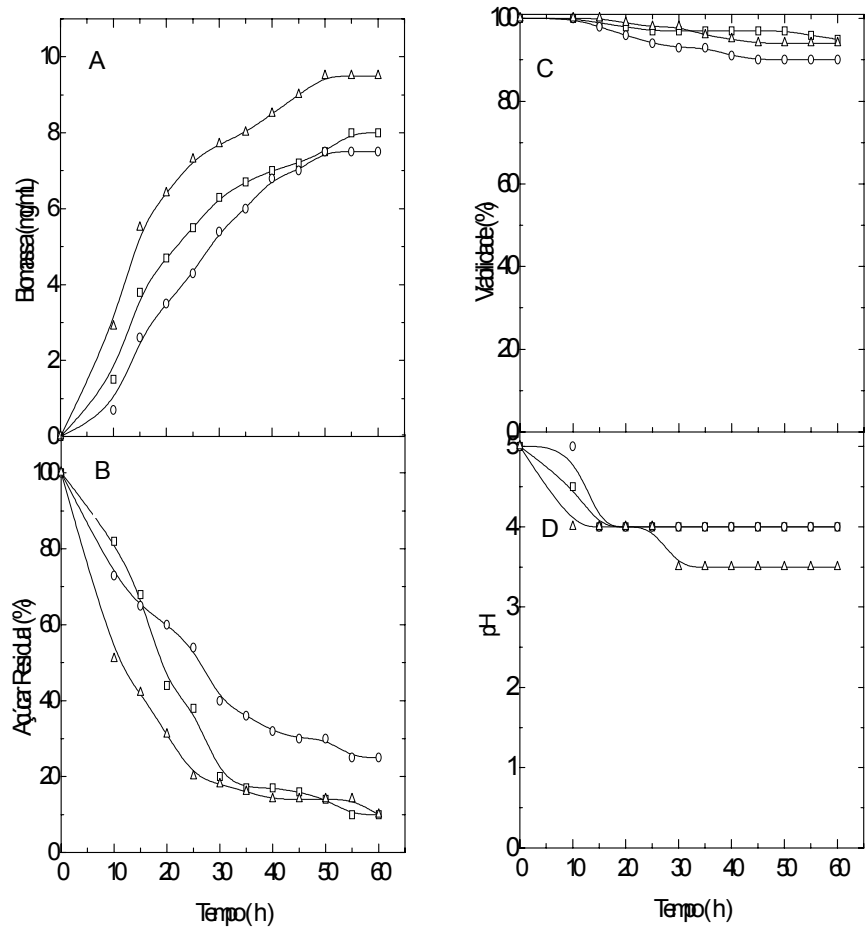 A
10
8
6
4
2
0
Biomassa (mg/mL)
B
100
80
60
40
20
0
Açúcar Residual (%)
0 10 20 30 40 50 60
Tempo (h)
C
100
80
60
40
20
0
Viabilidade (%)
D
5
4
3
2
1
0
pH
0 10 20 30 40 50 60
Tempo (h)